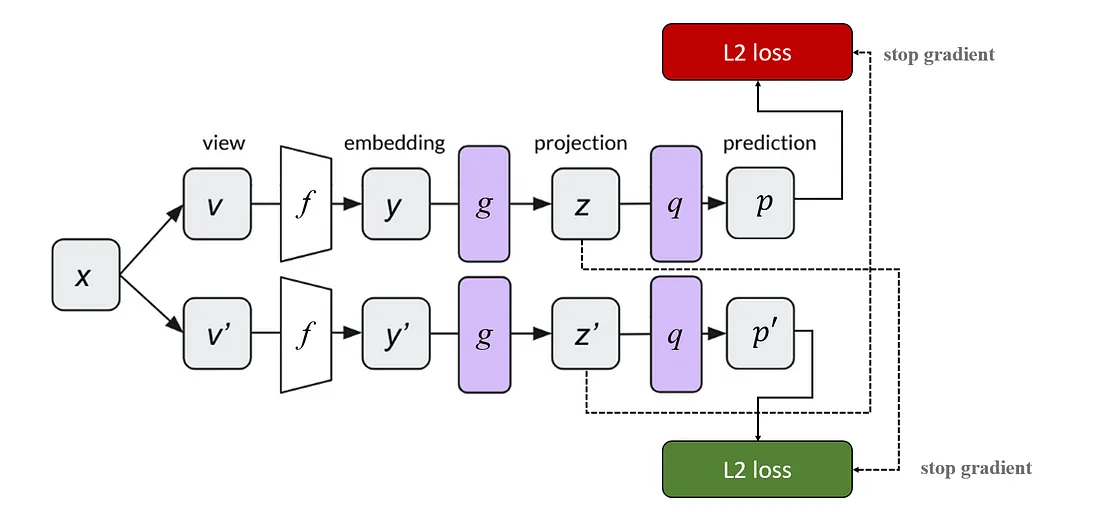 L2 loss
stop gradient
view
embedding
projection
prediction
x
v
f
y
g
z
q
p
v’
f
y’
g
z’
q
p′
L2 loss
stop gradient